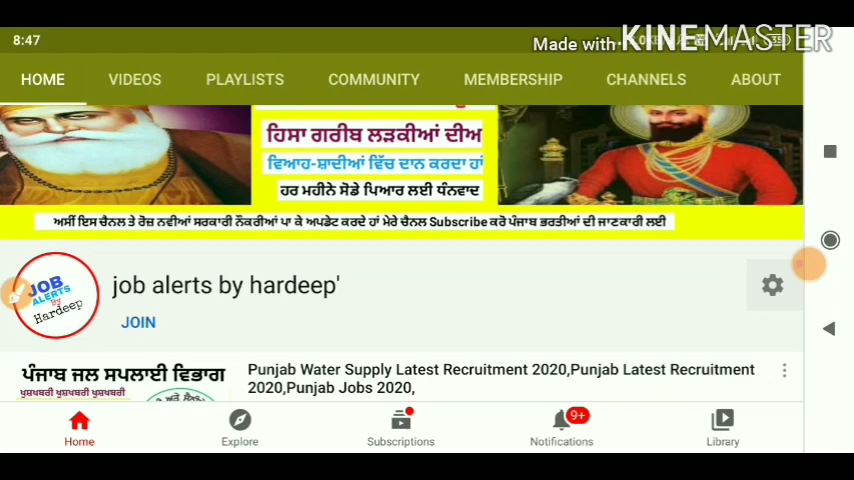 8:47
Made with KINEMASTER
HOME VIDEOS PLAYLISTS COMMUNITY MEMBERSHIP CHANNELS ABOUT
ਹਿਸਾ ਗਰੀਬ ਲੜਕੀਆਂ ਦੀਆ
ਵਿਆਹ-ਸ਼ਾਦੀਆਂ ਵਿੱਚ ਦਾਨ ਕਰਦਾ ਹਾਂ
ਹਰ ਮਹੀਨੇ ਸੋਡੇ ਪਿਆਰ ਲਈ ਧੰਨਵਾਦ
ਅਸੀਂ ਇਸ ਚੈਨਲ ਤੇ ਰੋਜ਼ ਨਵੀਆਂ ਸਰਕਾਰੀ ਨੌਕਰੀਆਂ ਪਾ ਕੇ ਅਪਡੇਟ ਕਰਦੇ ਹਾਂ ਮੇਰੇ ਚੈਨਲ Subscribe ਕਰੋ ਪੰਜਾਬ ਭਰਤੀਆਂ ਦੀ ਜਾਣਕਾਰੀ ਲਈ
JOB
ALERTS
BY
Hardeep
job alerts by hardeep'
JOIN
ਪੰਜਾਬ ਜਲ ਸਪਲਾਈ ਵਿਭਾਗ
ਖੁਸ਼ਖਬਰੀ ਖੁਸ਼ਖਬਰੀ ਖੁਸ਼ਖਬਰੀ
Punjab Water Supply Latest Recruitment 2020,Punjab Latest Recruitment
2020,Punjab Jobs 2020,
9+
Home Explore Subscriptions Notifications Library